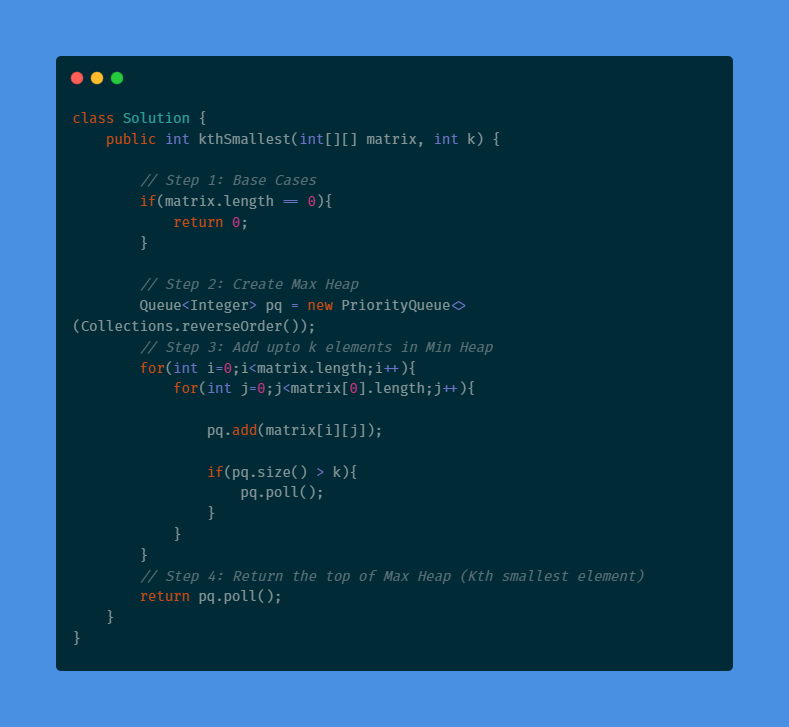 class Solution {
    public int kthSmallest(int[][] matrix, int k) {

        // Step 1: Base Cases
        if(matrix.length == 0){
            return 0;
        }

        // Step 2: Create Max Heap
        Queue<Integer> pq = new PriorityQueue<>
(Collections.reverseOrder());
        // Step 3: Add upto k elements in Min Heap
        for(int i=0;i<matrix.length;i++){
            for(int j=0;j<matrix[0].length;j++){

                pq.add(matrix[i][j]);

                if(pq.size() > k){
                    pq.poll();
                }
            }
        }
        // Step 4: Return the top of Max Heap (Kth smallest element)
        return pq.poll();
    }
}